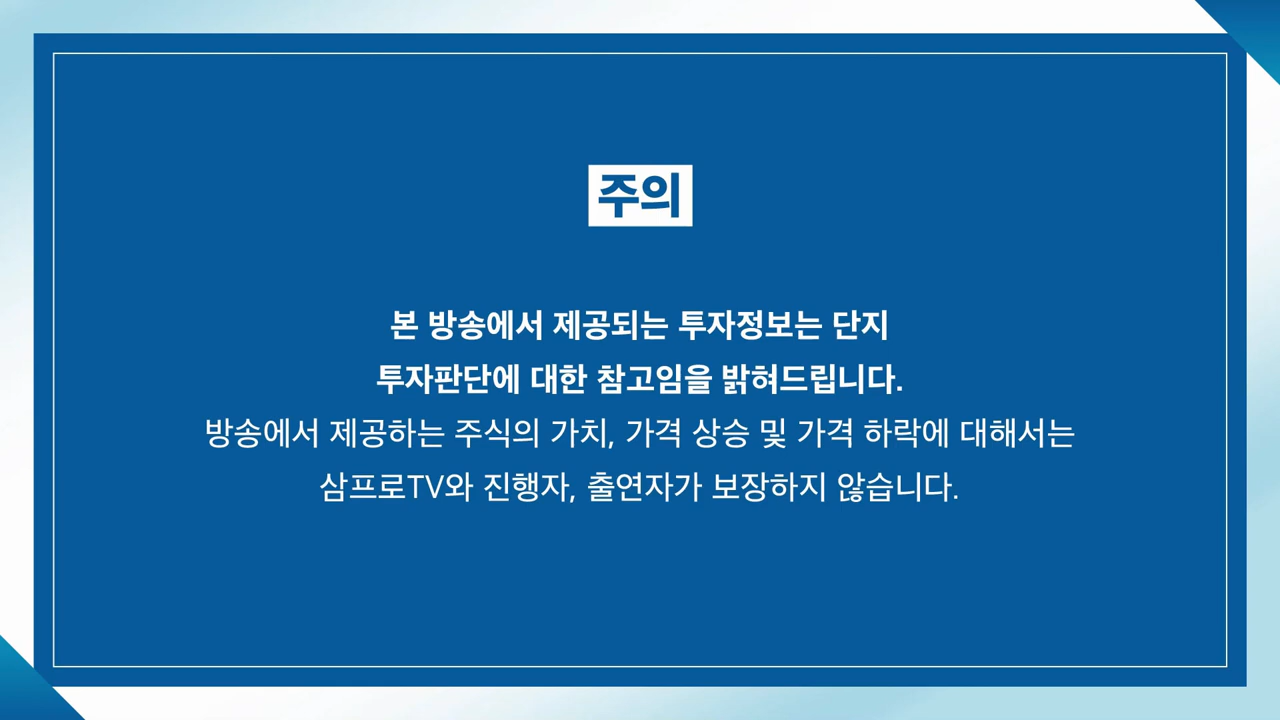 주의
본 방송에서 제공되는 투자정보는 단지
투자판단에 대한 참고임을 밝혀드립니다.
방송에서 제공하는 주식의 가치, 가격 상승 및 가격 하락에 대해서는
삼프로TV와 진행자, 출연자가 보장하지 않습니다.